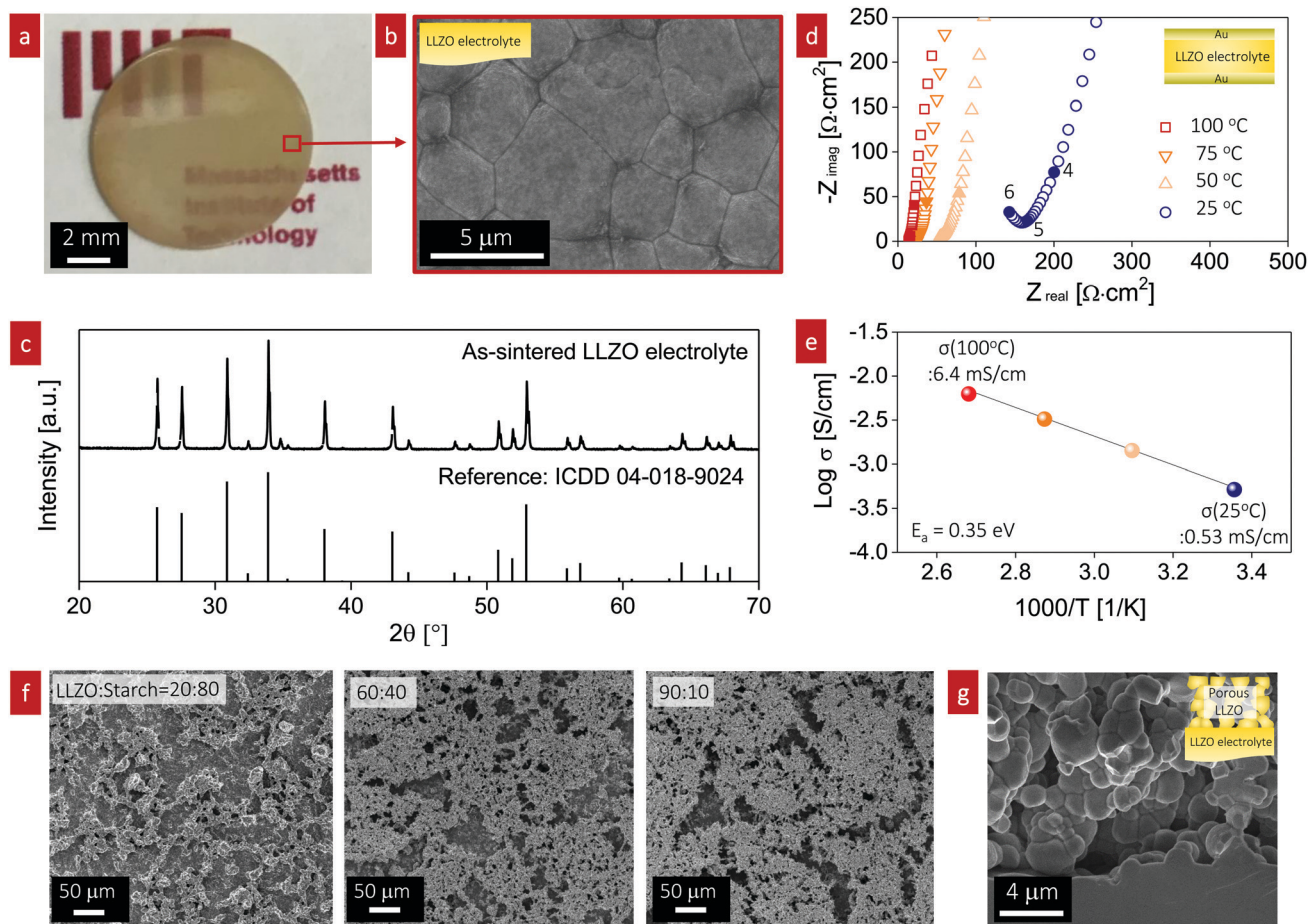 a
Massachusetts
Institute of
Technology
2 mm
b
LLZO electrolyte
5 μm
c
Intensity [a.u.]
As-sintered LLZO electrolyte
Reference: ICDD 04-018-9024
20 30 40 50 60 70
2θ [°]
d
-Z imag [Ω·cm²]
250
200
150
100
50
0
0 100 200 300 400 500
Z real [Ω·cm²]
6
5
4
Au
LLZO electrolyte
Au
100 °C
75 °C
50 °C
25 °C
e
Log σ [S/cm]
-1.5
-2.0
-2.5
-3.0
-3.5
-4.0
σ(100°C)
:6.4 mS/cm
σ(25°C)
:0.53 mS/cm
Eₐ = 0.35 eV
2.6 2.8 3.0 3.2 3.4
1000/T [1/K]
f
LLZO:Starch=20:80
50 μm
60:40
50 μm
90:10
50 μm
g
Porous
LLZO
LLZO electrolyte
4 μm